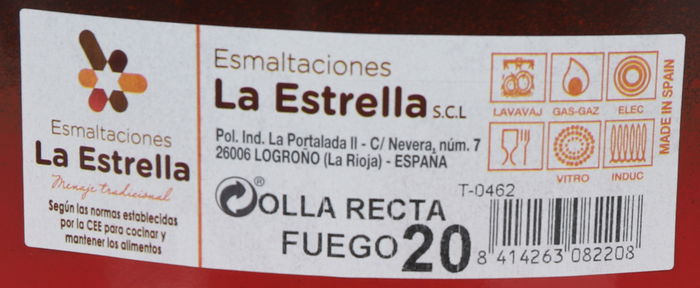 Esmaltaciones
La Estrella
Menaje tradicional
Según las normas establecidas
por la CEE para cocinar y
mantener los alimentos
Esmaltaciones
La Estrella S.C.L
Pol. Ind. La Portalada II - C/ Nevera, núm. 7
26006 LOGROÑO (La Rioja) - ESPAÑA
® OLLA RECTA
FUEGO 20
LAVAVAJ GAS-GAZ ELEC
VITRO INDUC
MADE IN SPAIN
T-0462
8 414263 082208